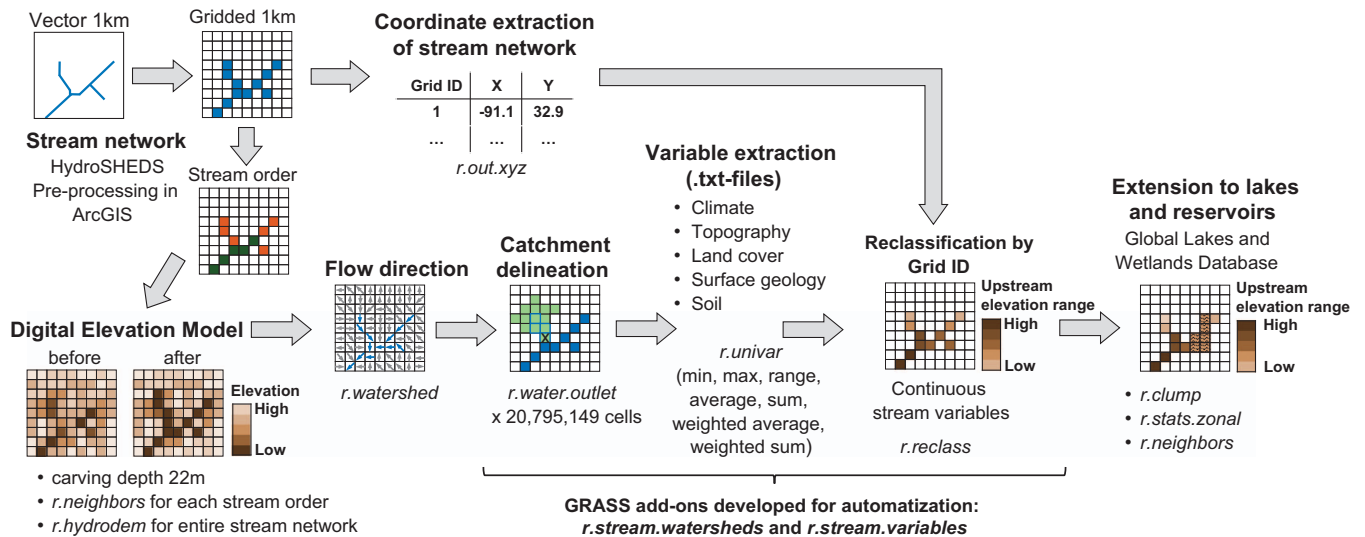 Vector 1km
Gridded 1km
Stream network
HydroSHEDS
Pre-processing in
ArcGIS
Stream order
Coordinate extraction
of stream network
Grid ID X Y
1 -91.1 32.9
... ... ...
r.out.xyz
Digital Elevation Model
before after
Elevation
High
Low
• carving depth 22m
• r.neighbors for each stream order
• r.hydrodem for entire stream network
Flow direction
r.watershed
Catchment
delineation
X
r.water.outlet
x 20,795,149 cells
Variable extraction
(.txt-files)
• Climate
• Topography
• Land cover
• Surface geology
• Soil
r.univar
(min, max, range,
average, sum,
weighted average,
weighted sum)
Reclassification by
Grid ID
Upstream
elevation range
High
Low
Continuous
stream variables
r.reclass
Extension to lakes
and reservoirs
Global Lakes and
Wetlands Database
Upstream
elevation range
High
Low
• r.clump
• r.stats.zonal
• r.neighbors
GRASS add-ons developed for automatization:
r.stream.watersheds and r.stream.variables